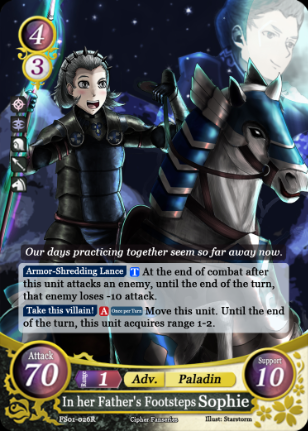 4
3
Our days practicing together seem so far away now.
Armor-Shredding Lance T At the end of combat after
this unit attacks an enemy, until the end of the turn,
that enemy loses -10 attack.
Take this villain! A Once per Turn Move this unit. Until the end
of the turn, this unit acquires range 1-2.
Attack
70
Range
1
Adv.
Paladin
Support
10
In her Father's Footsteps Sophie
Cipher Fanseries
Illust: Starstorm